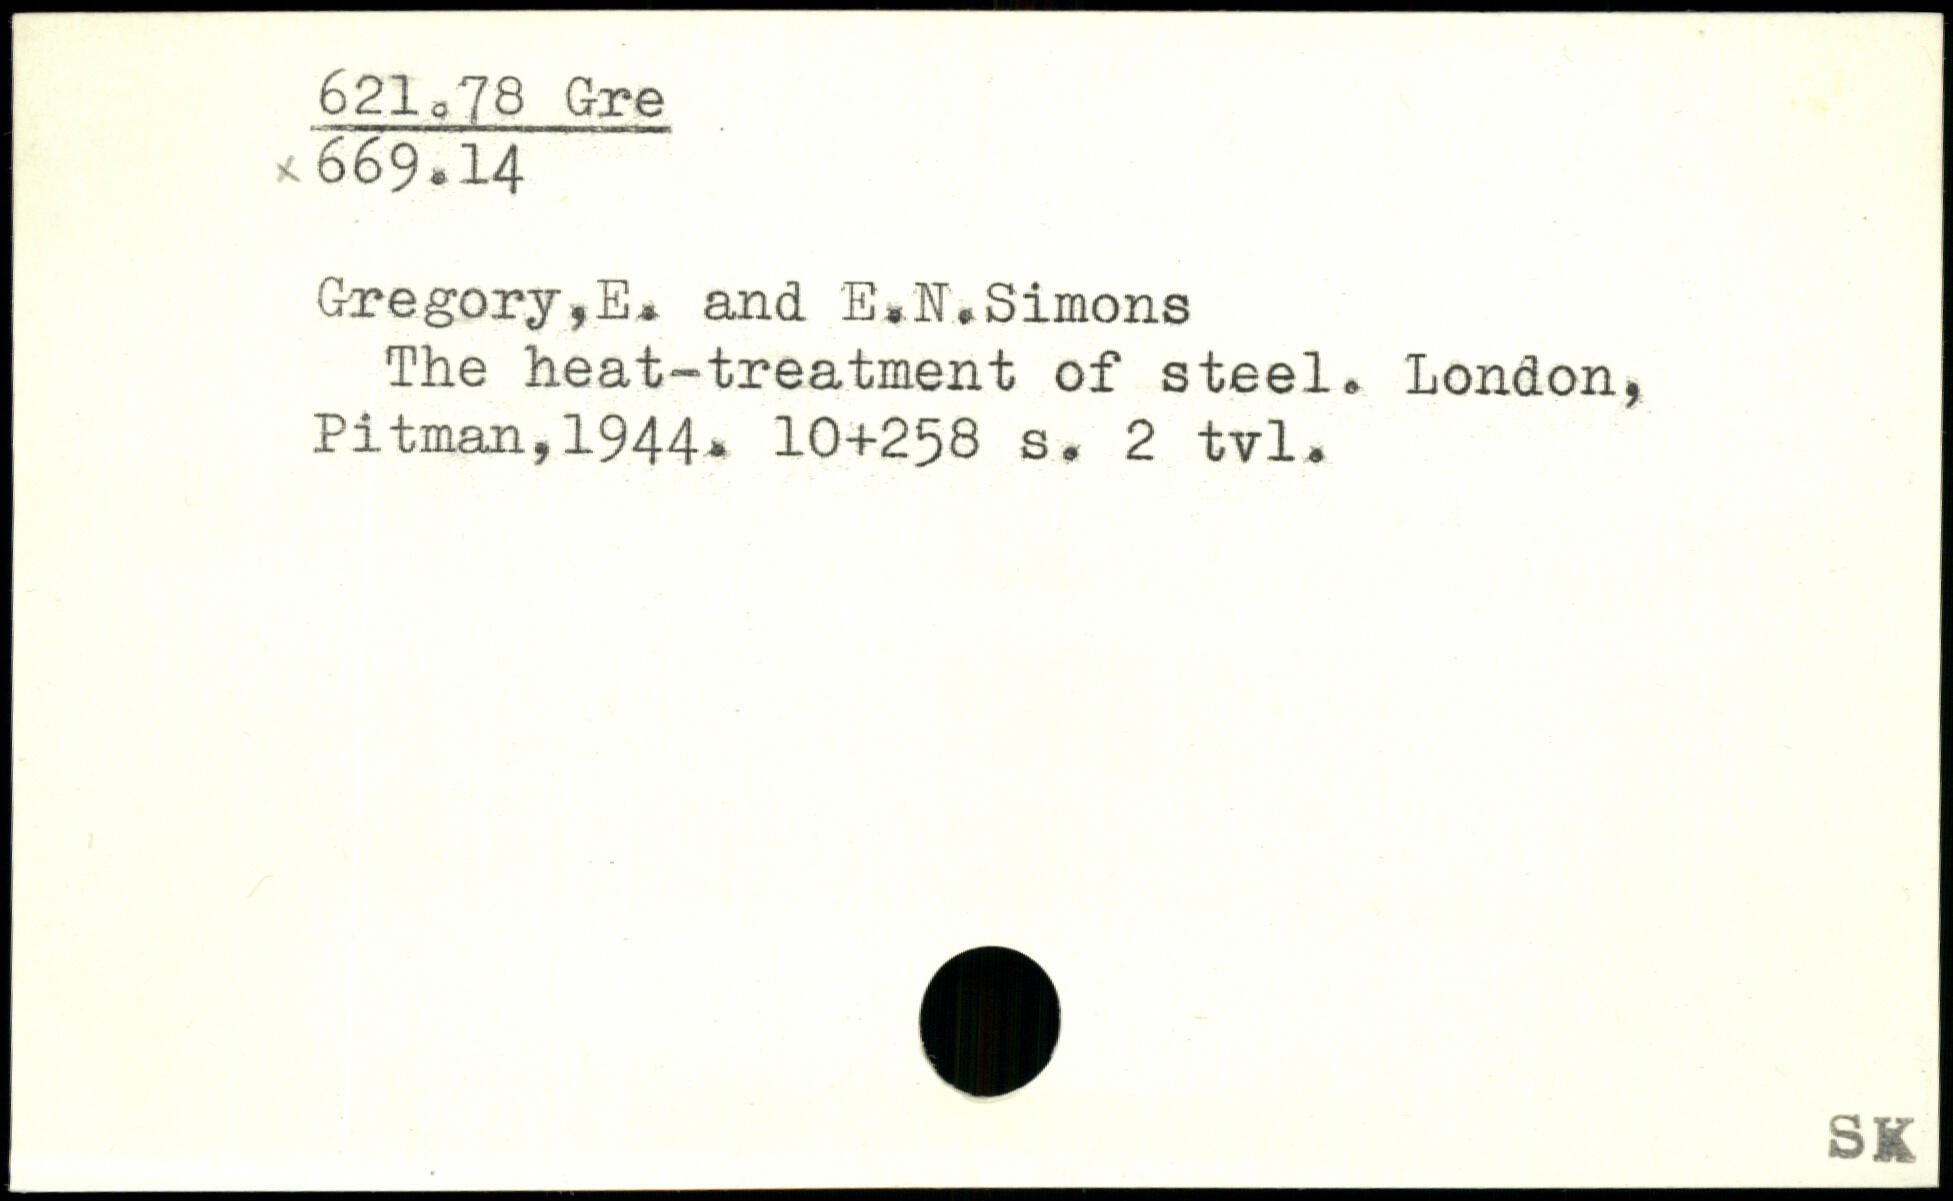 621.78 Gre
x 669.14
Gregory,E. and E.N.Simons
The heat-treatment of steel. London,
Pitman,1944. 10+258 s. 2 tvl.
SK